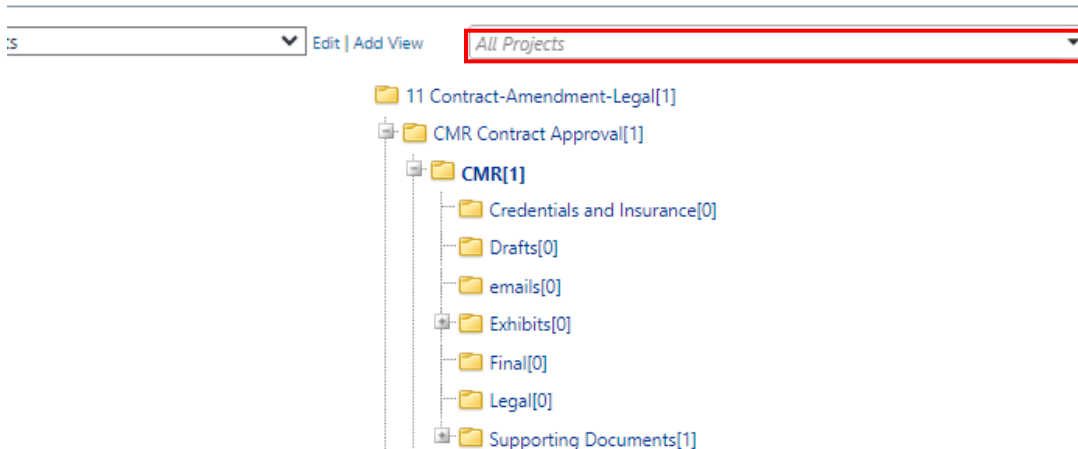 Edit | Add View All Projects
11 Contract-Amendment-Legal[1]
CMR Contract Approval[1]
CMR[1]
Credentials and Insurance[0]
Drafts[0]
emails[0]
Exhibits[0]
Final[0]
Legal[0]
Supporting Documents[1]